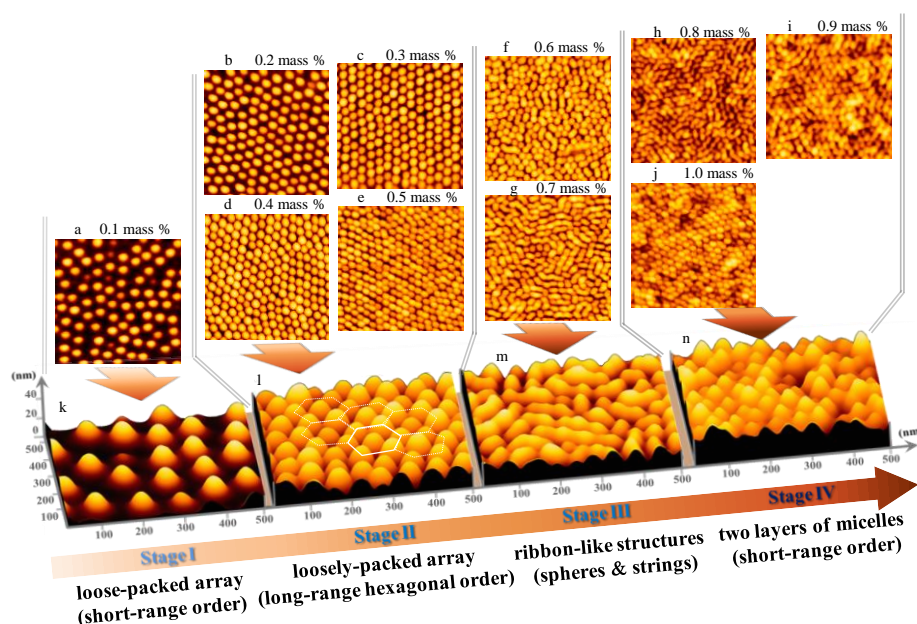 a 0.1 mass %
b 0.2 mass %
c 0.3 mass %
d 0.4 mass %
e 0.5 mass %
f 0.6 mass %
g 0.7 mass %
h 0.8 mass %
i 0.9 mass %
j 1.0 mass %
k
l
m
n
(nm)
40
20
0
500
400
300
200
100
100 200 300 400 500
100 200 300 400 500
100 200 300 400 500
100 200 300 400 500
(nm)
Stage I
Stage II
Stage III
Stage IV
loose-packed array
(short-range order)
loosely-packed array
(long-range hexagonal order)
ribbon-like structures
(spheres & strings)
two layers of micelles
(short-range order)